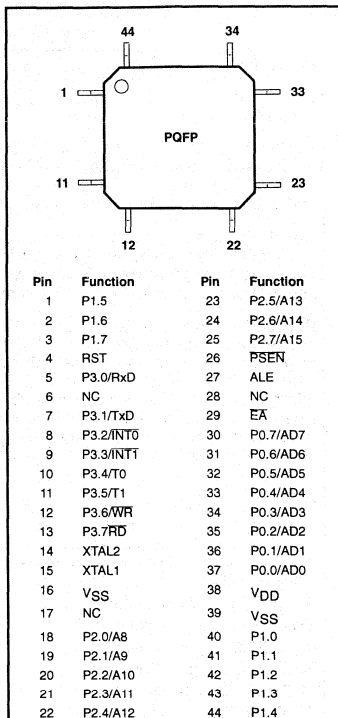 44 34
1 33
PQFP
11 23
12 22
Pin Function Pin Function
1 P1.5 23 P2.5/A13
2 P1.6 24 P2.6/A14
3 P1.7 25 P2.7/A15
4 RST 26 P̅S̅E̅N̅
5 P3.0/RxD 27 ALE
6 NC 28 NC
7 P3.1/TxD 29 E̅A̅
8 P3.2/I̅N̅T̅0̅ 30 P0.7/AD7
9 P3.3/I̅N̅T̅1̅ 31 P0.6/AD6
10 P3.4/T0 32 P0.5/AD5
11 P3.5/T1 33 P0.4/AD4
12 P3.6/W̅R̅ 34 P0.3/AD3
13 P3.7R̅D̅ 35 P0.2/AD2
14 XTAL2 36 P0.1/AD1
15 XTAL1 37 P0.0/AD0
16 VSS 38 VDD
17 NC 39 VSS
18 P2.0/A8 40 P1.0
19 P2.1/A9 41 P1.1
20 P2.2/A10 42 P1.2
21 P2.3/A11 43 P1.3
22 P2.4/A12 44 P1.4